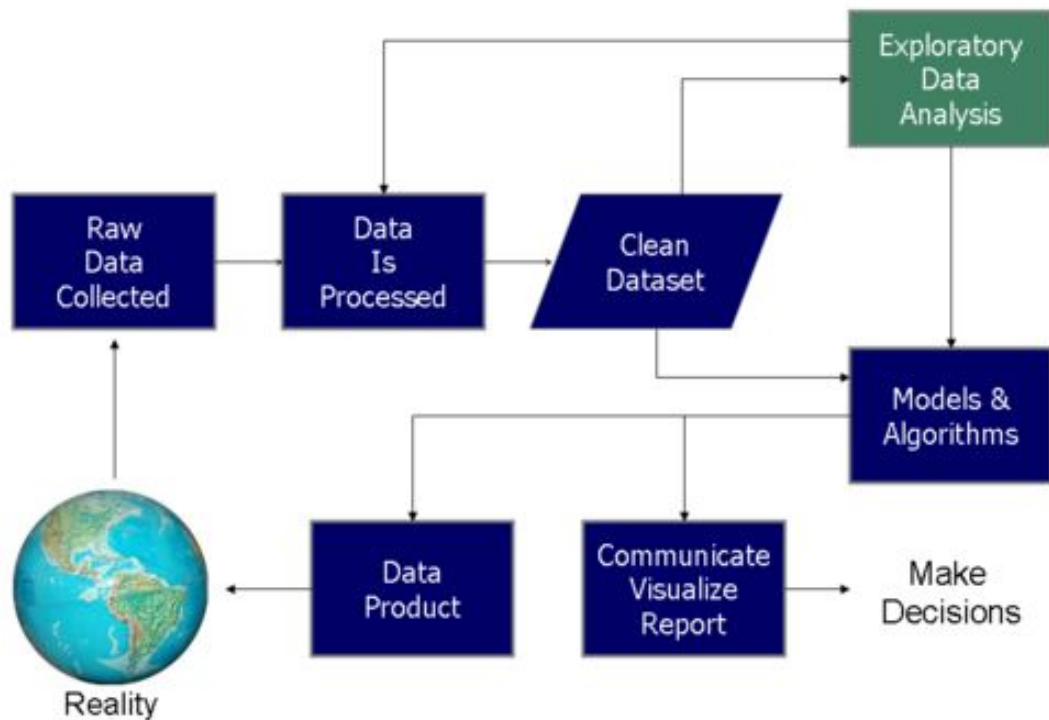 Exploratory
Data
Analysis
Raw
Data
Collected
Data
Is
Processed
Clean
Dataset
Models &
Algorithms
Data
Product
Communicate
Visualize
Report
Make
Decisions
Reality